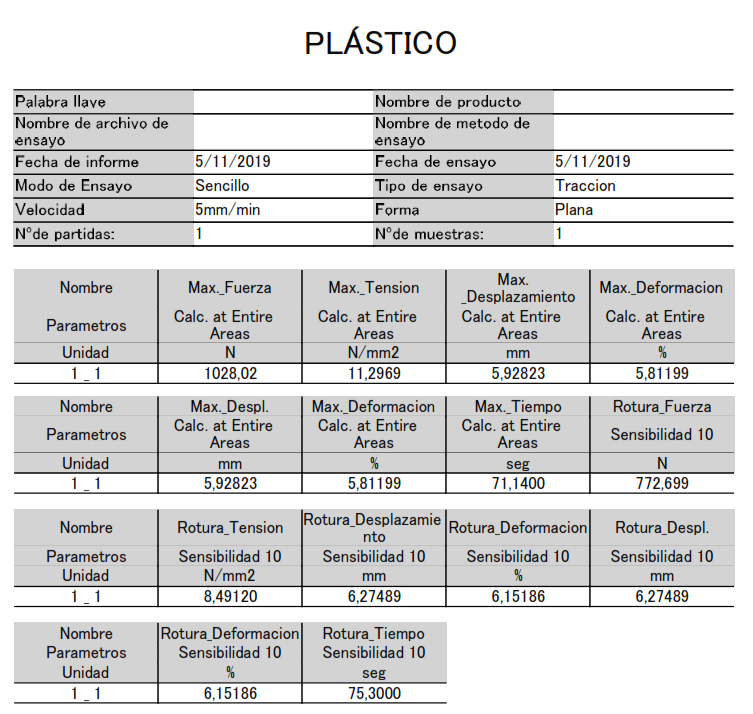 PLÁSTICO
Palabra llave Nombre de producto
Nombre de archivo de ensayo Nombre de metodo de ensayo
Fecha de informe 5/11/2019 Fecha de ensayo 5/11/2019
Modo de Ensayo Sencillo Tipo de ensayo Traccion
Velocidad 5mm/min Forma Plana
Nºde partidas: 1 Nºde muestras: 1
Nombre Max._Fuerza Max._Tension Max._Desplazamiento Max._Deformacion
Parametros Calc. at Entire Areas Calc. at Entire Areas Calc. at Entire Areas Calc. at Entire Areas
Unidad N N/mm2 mm %
1 _ 1 1028,02 11,2969 5,92823 5,81199
Nombre Max._Despl. Max._Deformacion Max._Tiempo Rotura_Fuerza
Parametros Calc. at Entire Areas Calc. at Entire Areas Calc. at Entire Areas Sensibilidad 10
Unidad mm % seg N
1 _ 1 5,92823 5,81199 71,1400 772,699
Nombre Rotura_Tension Rotura_Desplazamiento Rotura_Deformacion Rotura_Despl.
Parametros Sensibilidad 10 Sensibilidad 10 Sensibilidad 10 Sensibilidad 10
Unidad N/mm2 mm % mm
1 _ 1 8,49120 6,27489 6,15186 6,27489
Nombre Rotura_Deformacion Rotura_Tiempo
Parametros Sensibilidad 10 Sensibilidad 10
Unidad % seg
1 _ 1 6,15186 75,3000